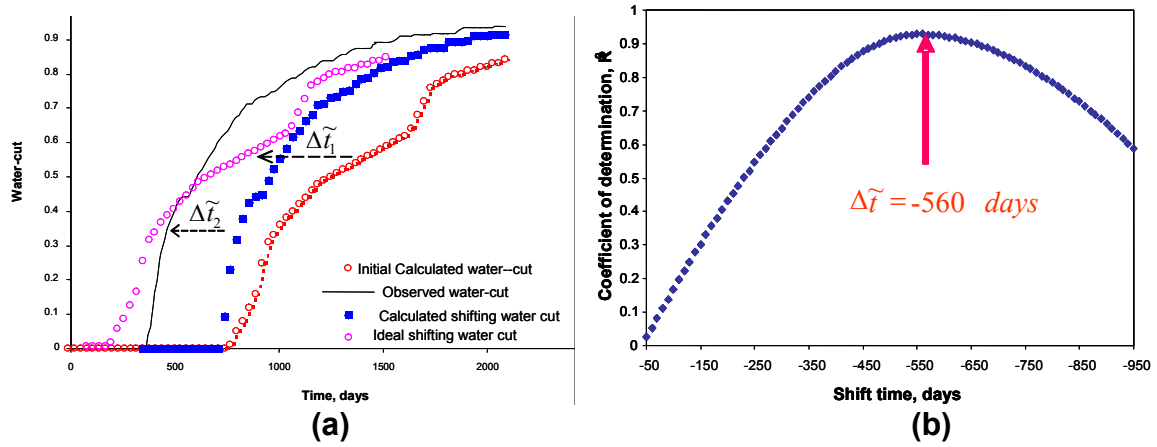 0.9
0.8
0.7
0.6
0.5
0.4
0.3
0.2
0.1
0
Water-cut
0 500 1000 1500 2000
Time, days
Δt̃₁
Δt̃₂
Initial Calculated water--cut
Observed water-cut
Calculated shifting water cut
Ideal shifting water cut
(a)
1
0.9
0.8
0.7
0.6
0.5
0.4
0.3
0.2
0.1
0
Coefficient of determination, R̂
Δt̃ = -560 days
-50 -150 -250 -350 -450 -550 -650 -750 -850 -950
Shift time, days
(b)